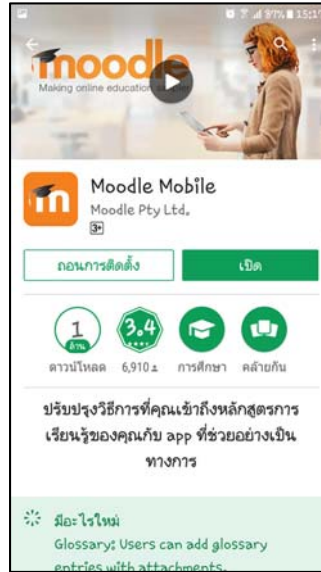 97% 15:1
moodle
Making online education simpler
Moodle Mobile
Moodle Pty Ltd.
3+
ถอนการติดตั้ง
เปิด
1
ล้าน
3.4
ดาวน์โหลด
6,910
การศึกษา
คล้ายกัน
ปรับปรุงวิธีการที่คุณเข้าถึงหลักสูตรการ
เรียนรู้ของคุณกับ app ที่ช่วยอย่างเป็น
ทางการ
มีอะไรใหม่
Glossary: Users can add glossary
entries with attachments.